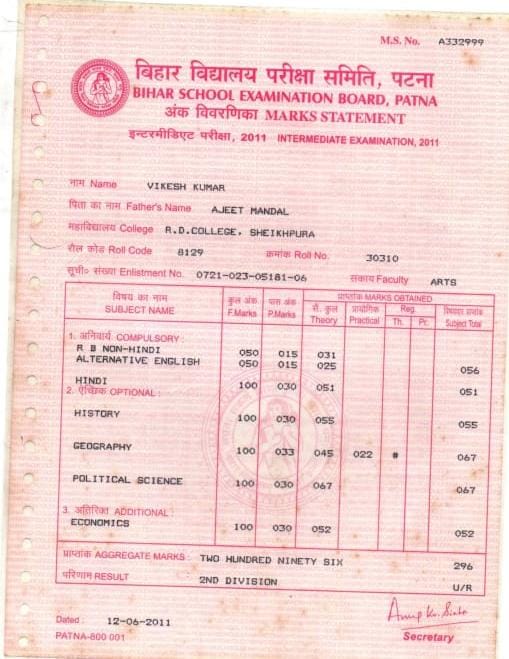 M.S. No. A332999
बिहार विद्यालय परीक्षा समिति, पटना
BIHAR SCHOOL EXAMINATION BOARD, PATNA
अंक विवरणिका MARKS STATEMENT
इन्टरमीडिएट परीक्षा, 2011 INTERMEDIATE EXAMINATION, 2011
नाम Name VIKESH KUMAR
पिता का नाम Father's Name AJEET MANDAL
महाविद्यालय College R.D.COLLEGE, SHEIKHPURA
रौल कोड Roll Code 8129 क्रमांक Roll No. 30310
सूची० संख्या Enlistment No. 0721-023-05181-06 संकाय Faculty ARTS
विषय का नाम कुल अंक पास अंक प्राप्तांक MARKS OBTAINED
SUBJECT NAME F.Marks P.Marks सै. कुल Theory प्रायोगिक Practical Reg. Th. Pr. विषयवार प्राप्तांक Subject Total
1. अनिवार्य COMPULSORY :
R B NON-HINDI 050 015 031
ALTERNATIVE ENGLISH 050 015 025 056
HINDI 100 030 051 051
2. ऐच्छिक OPTIONAL :
HISTORY 100 030 055 055
GEOGRAPHY 100 033 045 022 # 067
POLITICAL SCIENCE 100 030 067 067
3. अतिरिक्त ADDITIONAL :
ECONOMICS 100 030 052 052
प्राप्तांक AGGREGATE MARKS : TWO HUNDRED NINETY SIX 296
परिणाम RESULT 2ND DIVISION U/R
Dated : 12-06-2011
PATNA-800 001 Secretary